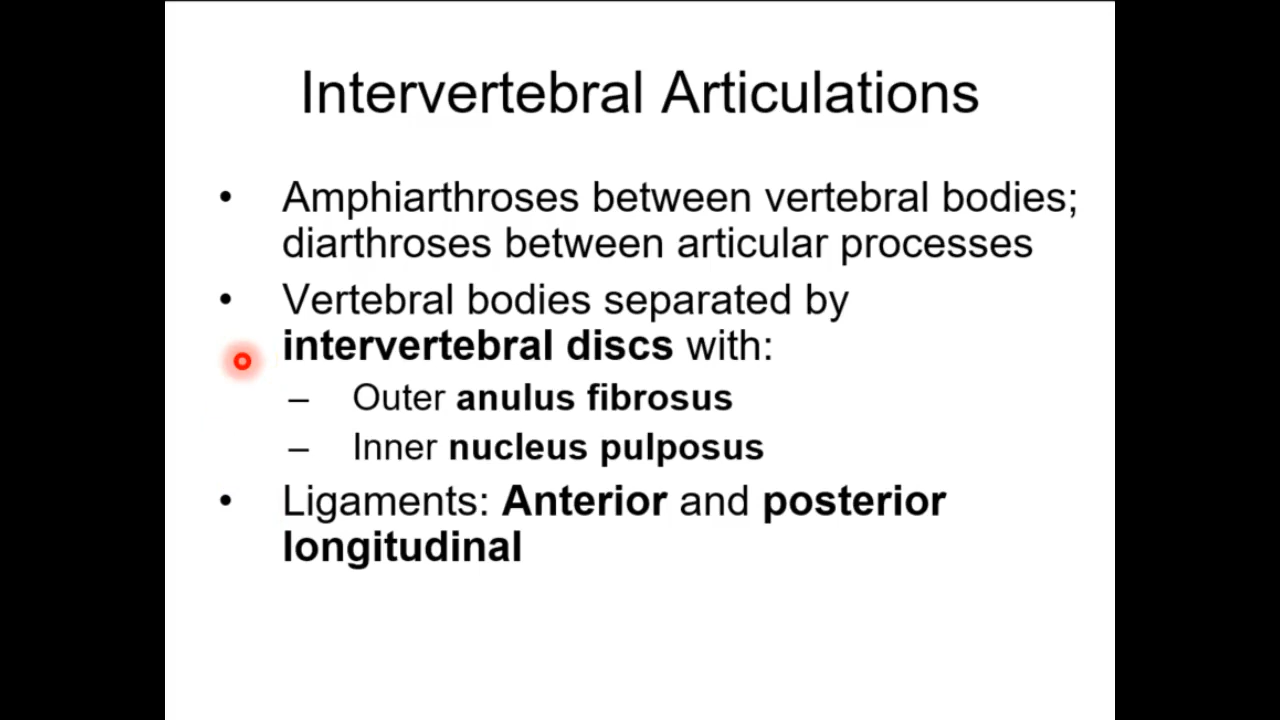 Intervertebral Articulations
• Amphiarthroses between vertebral bodies;
diarthroses between articular processes
• Vertebral bodies separated by
intervertebral discs with:
– Outer anulus fibrosus
– Inner nucleus pulposus
• Ligaments: Anterior and posterior
longitudinal